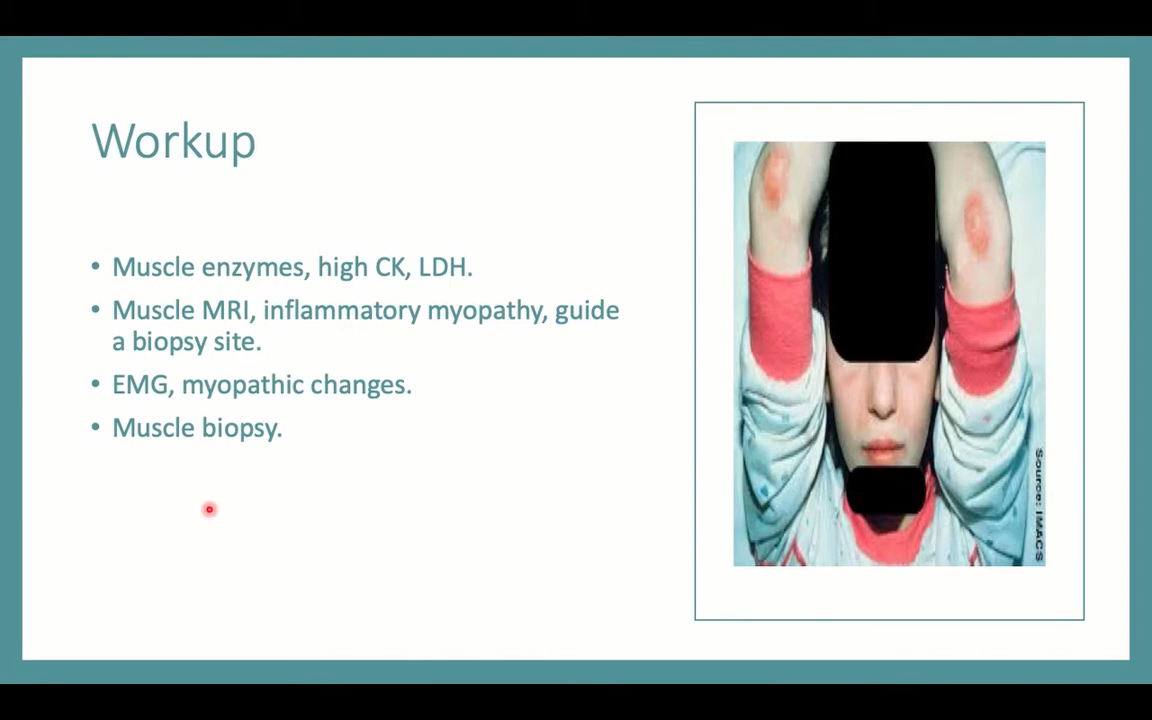 Workup
• Muscle enzymes, high CK, LDH.
• Muscle MRI, inflammatory myopathy, guide
a biopsy site.
• EMG, myopathic changes.
• Muscle biopsy.
Source: IMACS